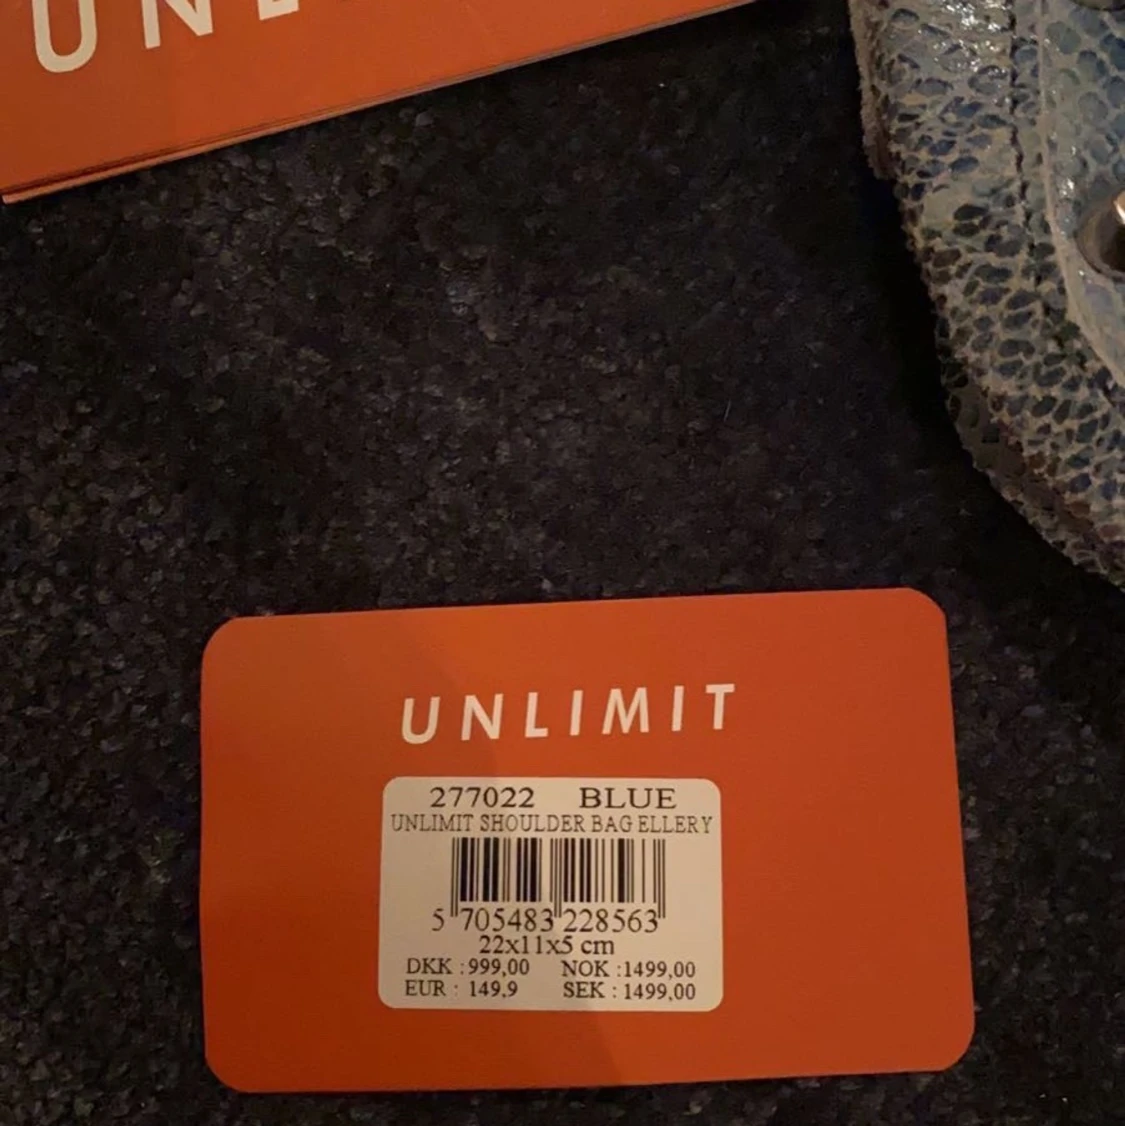 UNL
UNLIMIT
277022 BLUE
UNLIMIT SHOULDER BAG ELLERY
5 705483 228563
22x11x5 cm
DKK : 999,00 NOK : 1499,00
EUR : 149,9 SEK : 1499,00